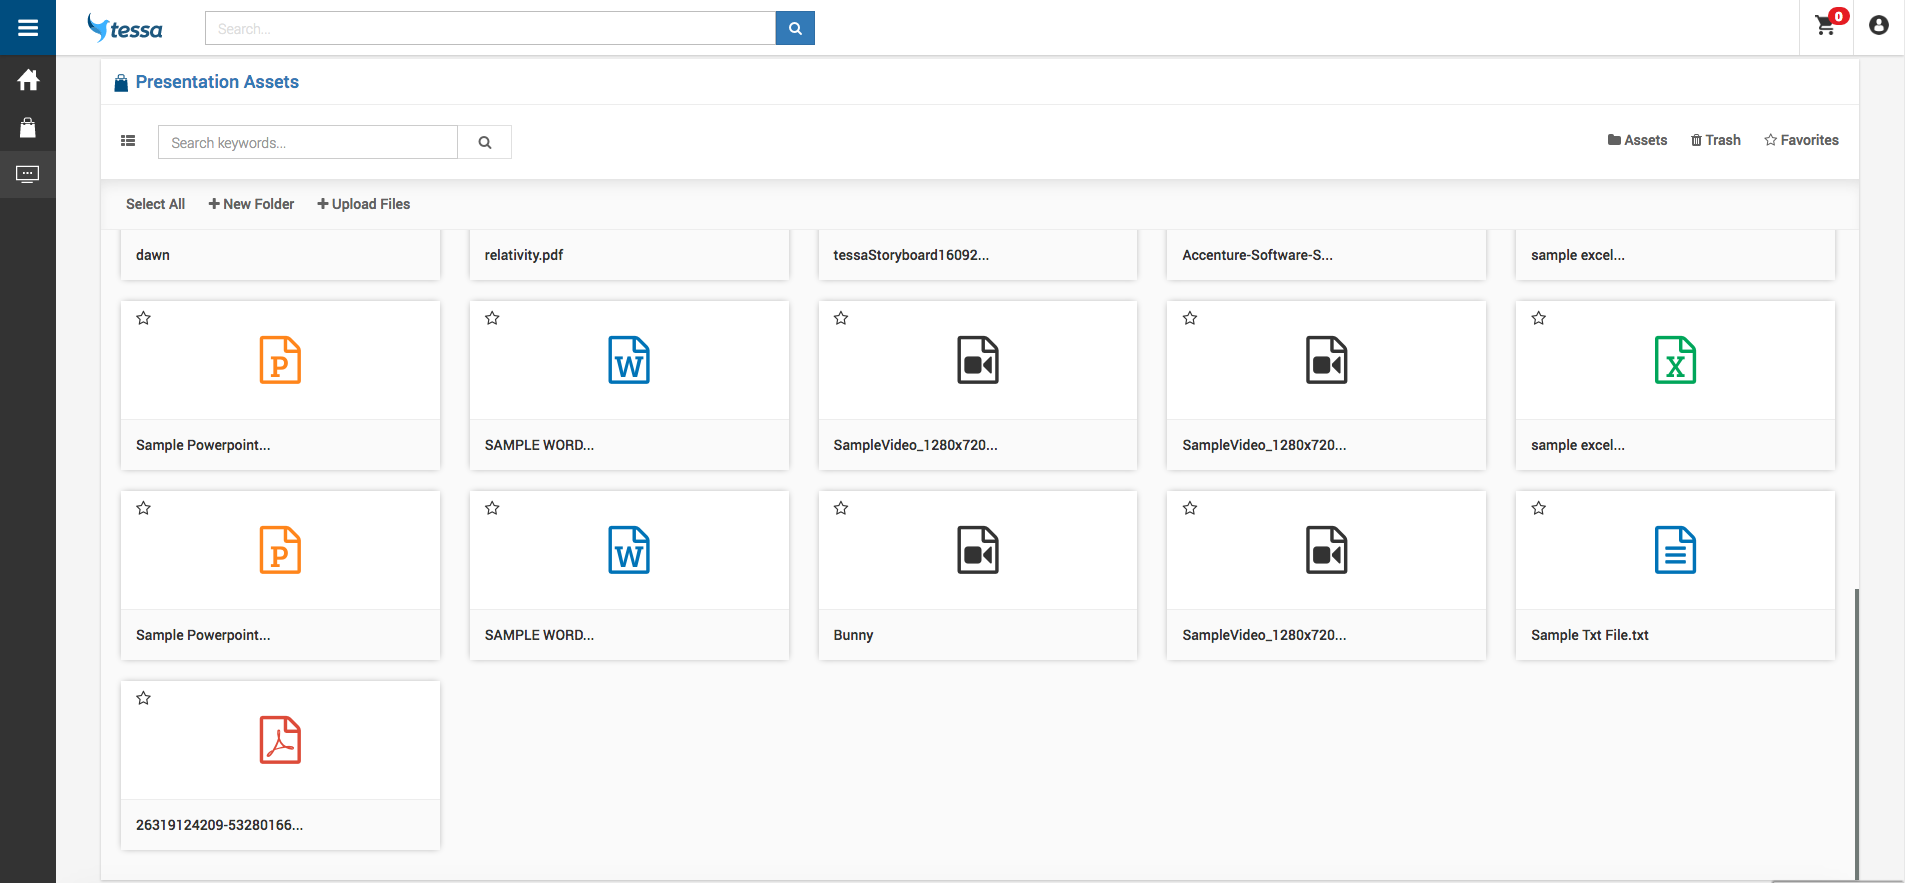 tessa
Search...
0
Presentation Assets
Search keywords...
Assets Trash Favorites
Select All New Folder Upload Files
dawn relativity.pdf tessaStoryboard16092... Accenture-Software-S... sample excel...
P W X
Sample Powerpoint... SAMPLE WORD... SampleVideo_1280x720... SampleVideo_1280x720... sample excel...
P W
Sample Powerpoint... SAMPLE WORD... Bunny SampleVideo_1280x720... Sample Txt File.txt
26319124209-53280166...